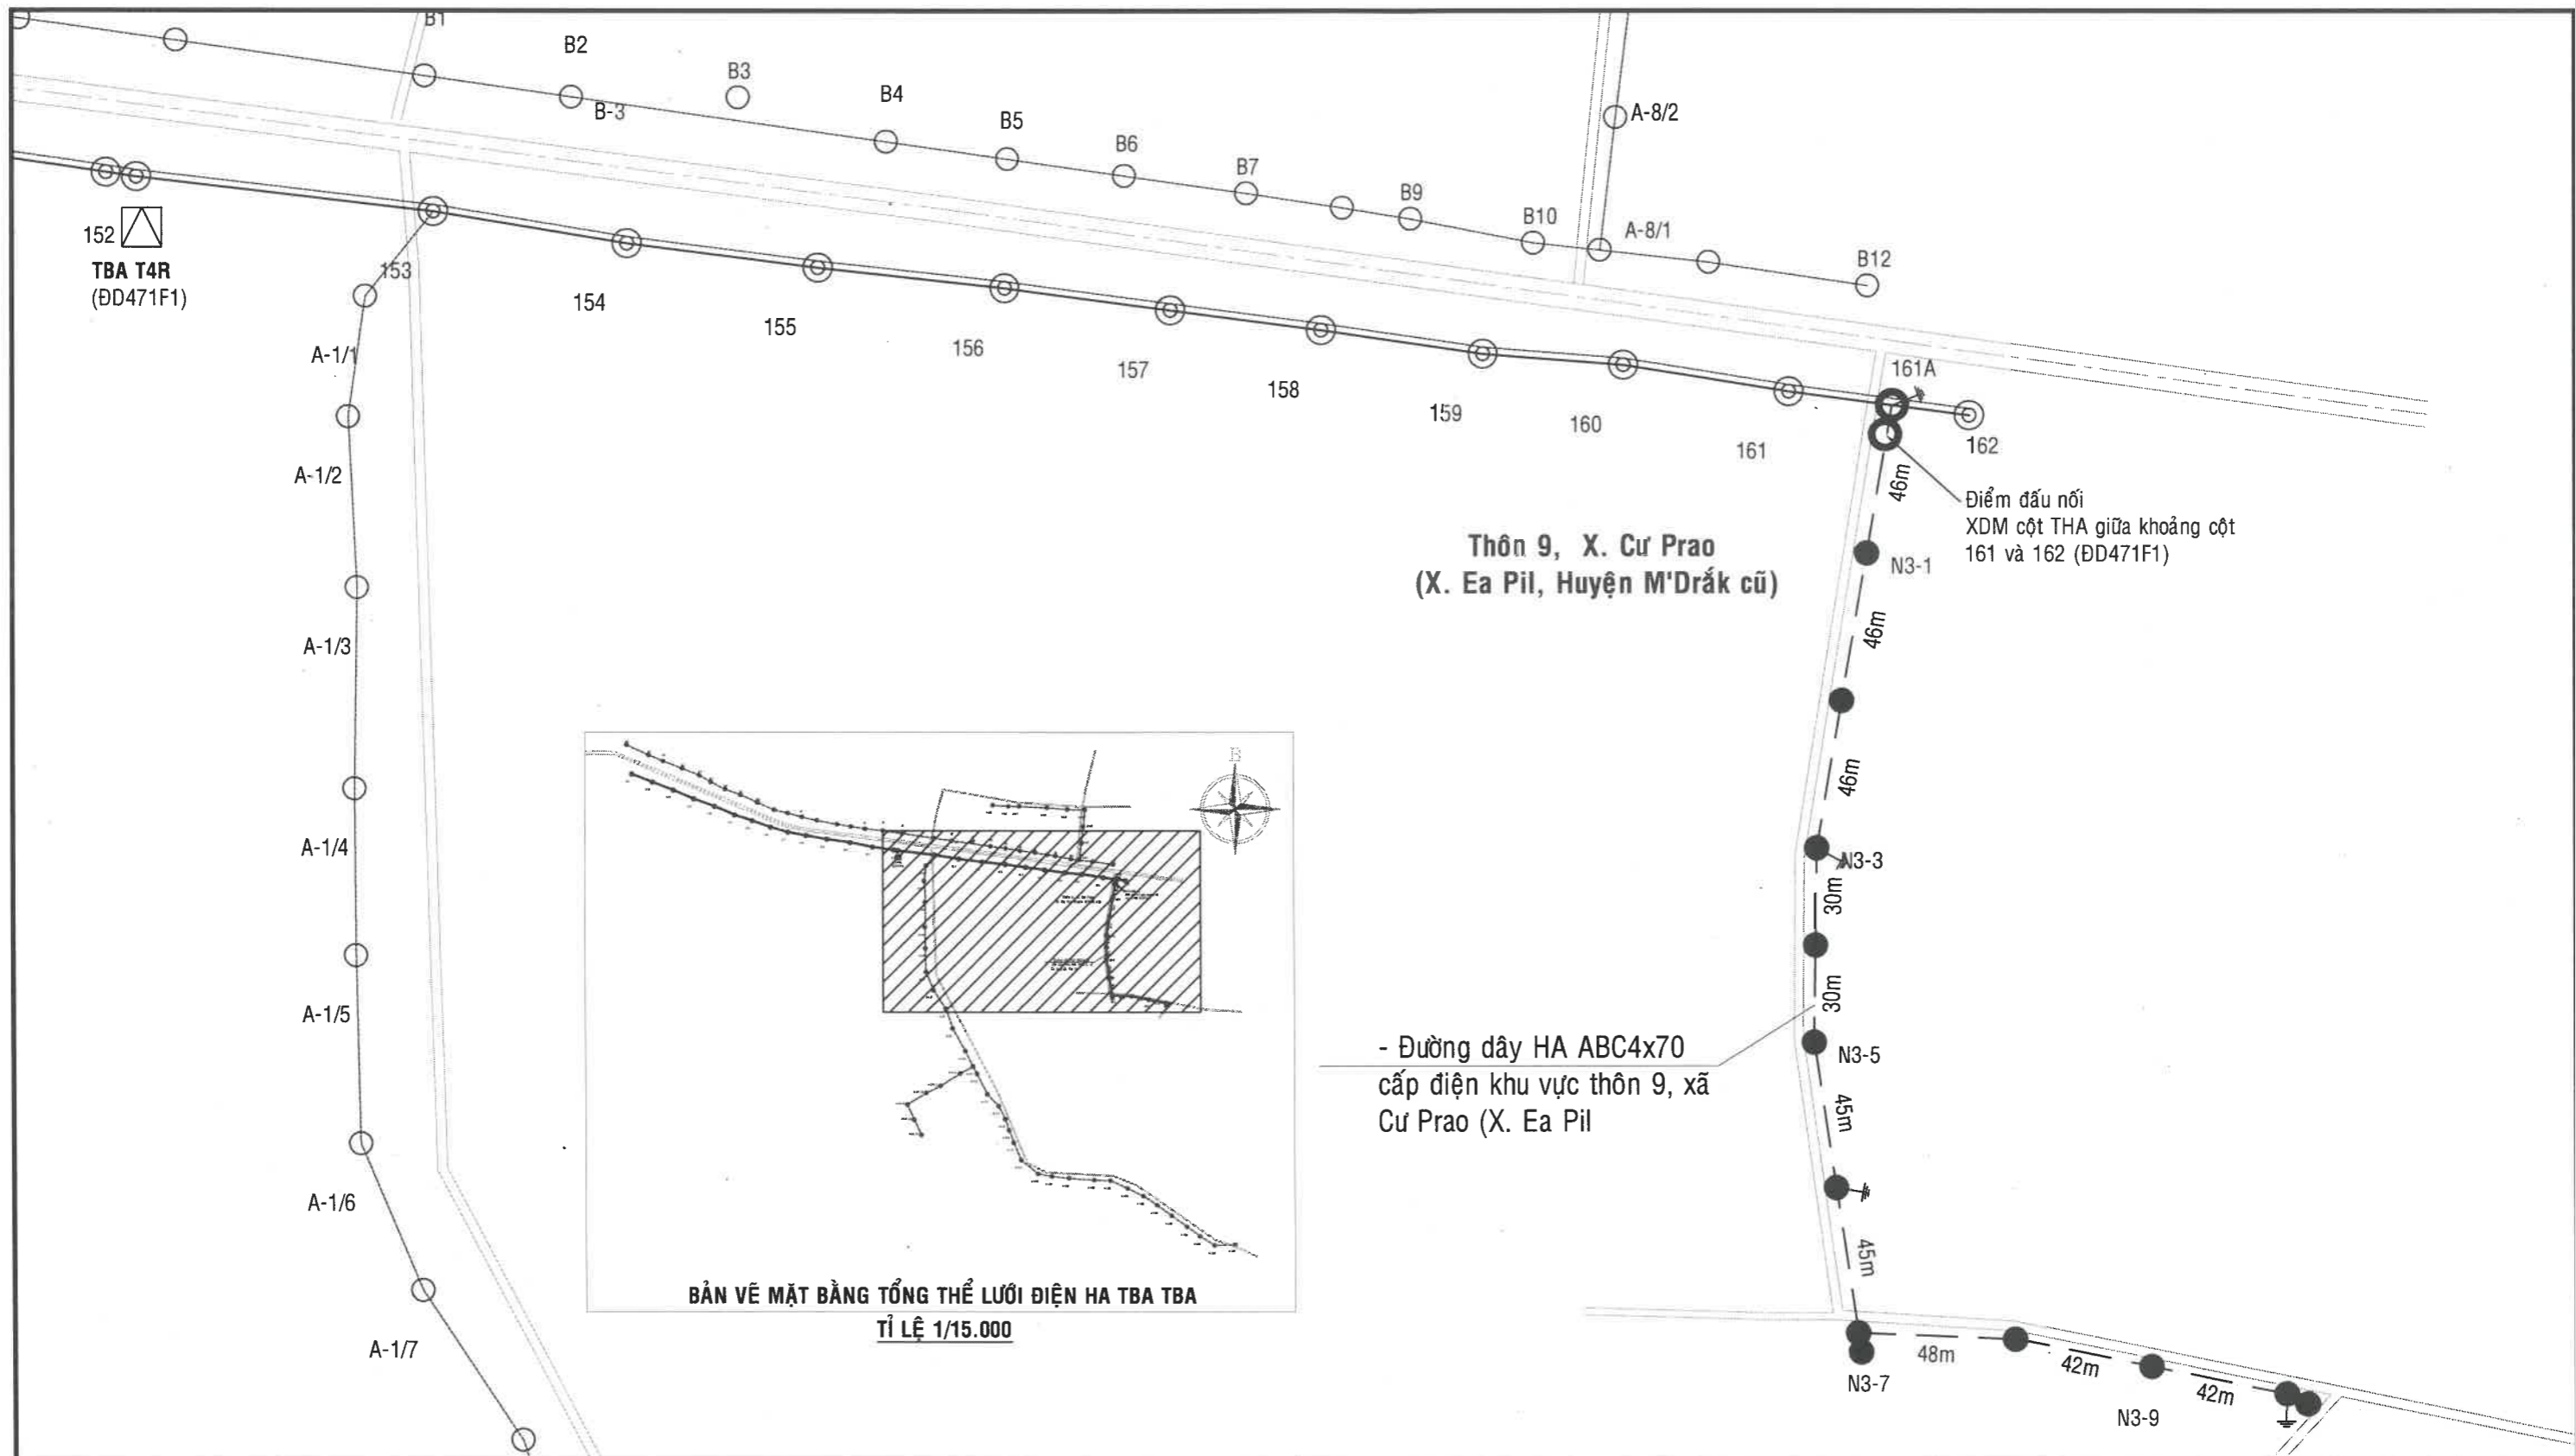 B1
B2
B3
B-3
B4
B5
B6
B7
B9
B10
A-8/2
A-8/1
B12
152
TBA T4R
(ĐD471F1)
153
154
155
156
157
158
159
160
161
161A
162
A-1/1
A-1/2
A-1/3
A-1/4
A-1/5
A-1/6
A-1/7
46m
Điểm đấu nối
XDM cột THA giữa khoảng cột
161 và 162 (ĐD471F1)
Thôn 9, X. Cư Prao
(X. Ea Pil, Huyện M'Drắk cũ)
N3-1
46m
46m
N3-3
30m
30m
N3-5
- Đường dây HA ABC4x70
cấp điện khu vực thôn 9, xã
Cư Prao (X. Ea Pil
45m
45m
48m
42m
42m
N3-7
N3-9
B
BẢN VẼ MẶT BẰNG TỔNG THỂ LƯỚI ĐIỆN HA TBA TBA
TỈ LỆ 1/15.000